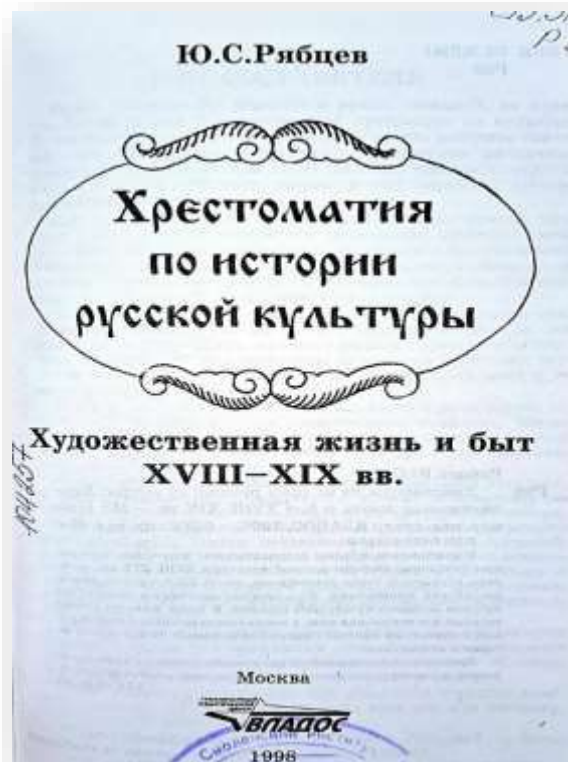 Ю.С.Рябцев
Хрестоматия
по истории
русской культуры
Художественная жизнь и быт
XVIII—XIX вв.
Москва
ВЛАДОС
1998